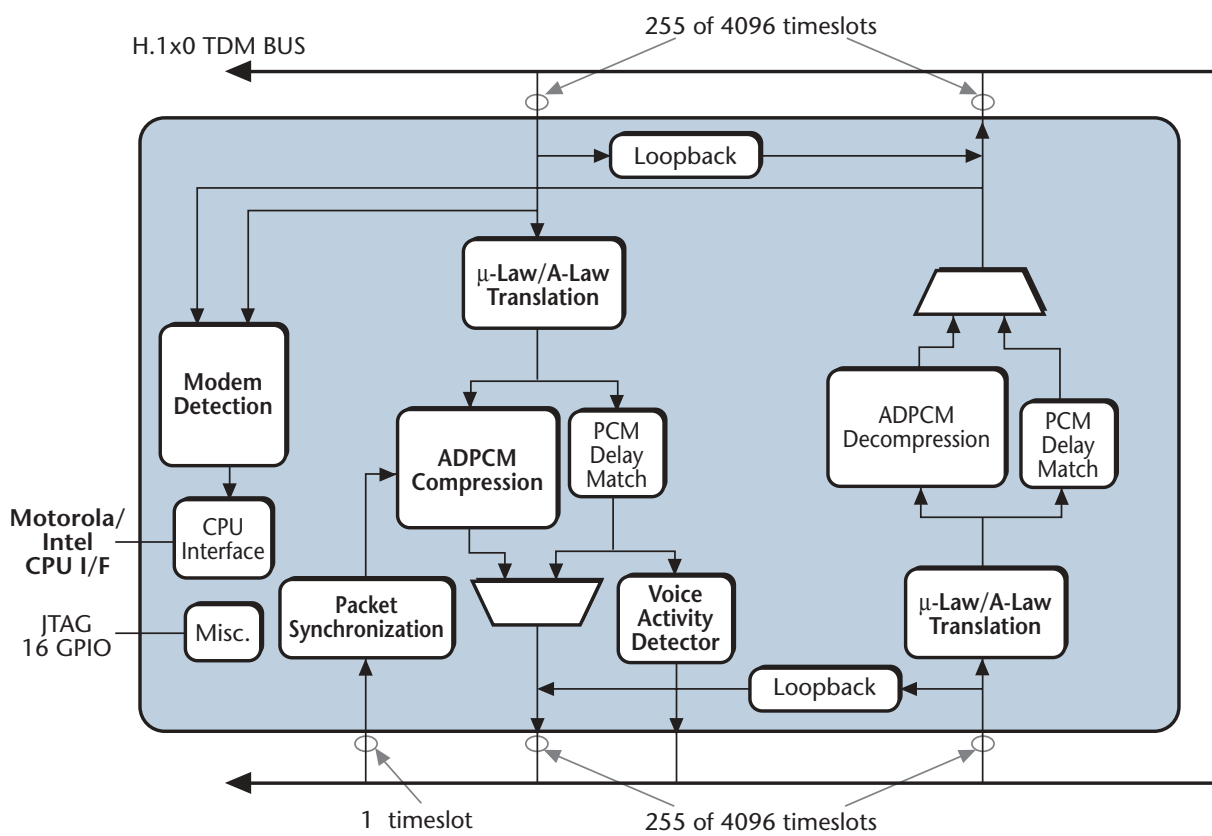 255 of 4096 timeslots
H.1x0 TDM BUS
Loopback
μ-Law/A-Law
Translation
Modem
Detection
ADPCM
Compression
PCM
Delay
Match
ADPCM
Decompression
PCM
Delay
Match
Motorola/
Intel
CPU I/F
CPU
Interface
Packet
Synchronization
Voice
Activity
Detector
μ-Law/A-Law
Translation
JTAG
16 GPIO
Misc.
Loopback
1 timeslot
255 of 4096 timeslots